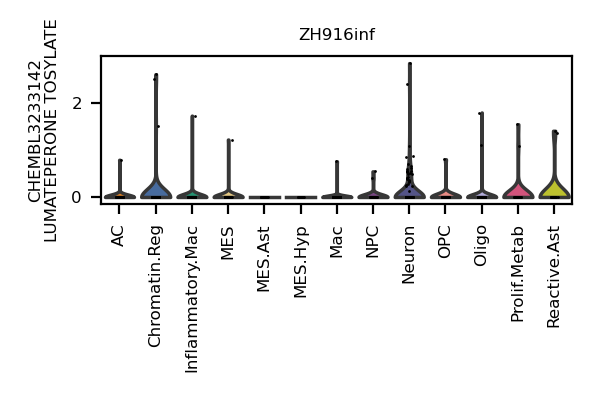 ZH916inf
CHEMBL3233142
LUMATEPERONE TOSYLATE
2
0
AC
Chromatin.Reg
Inflammatory.Mac
MES
MES.Ast
MES.Hyp
Mac
NPC
Neuron
OPC
Oligo
Prolif.Metab
Reactive.Ast